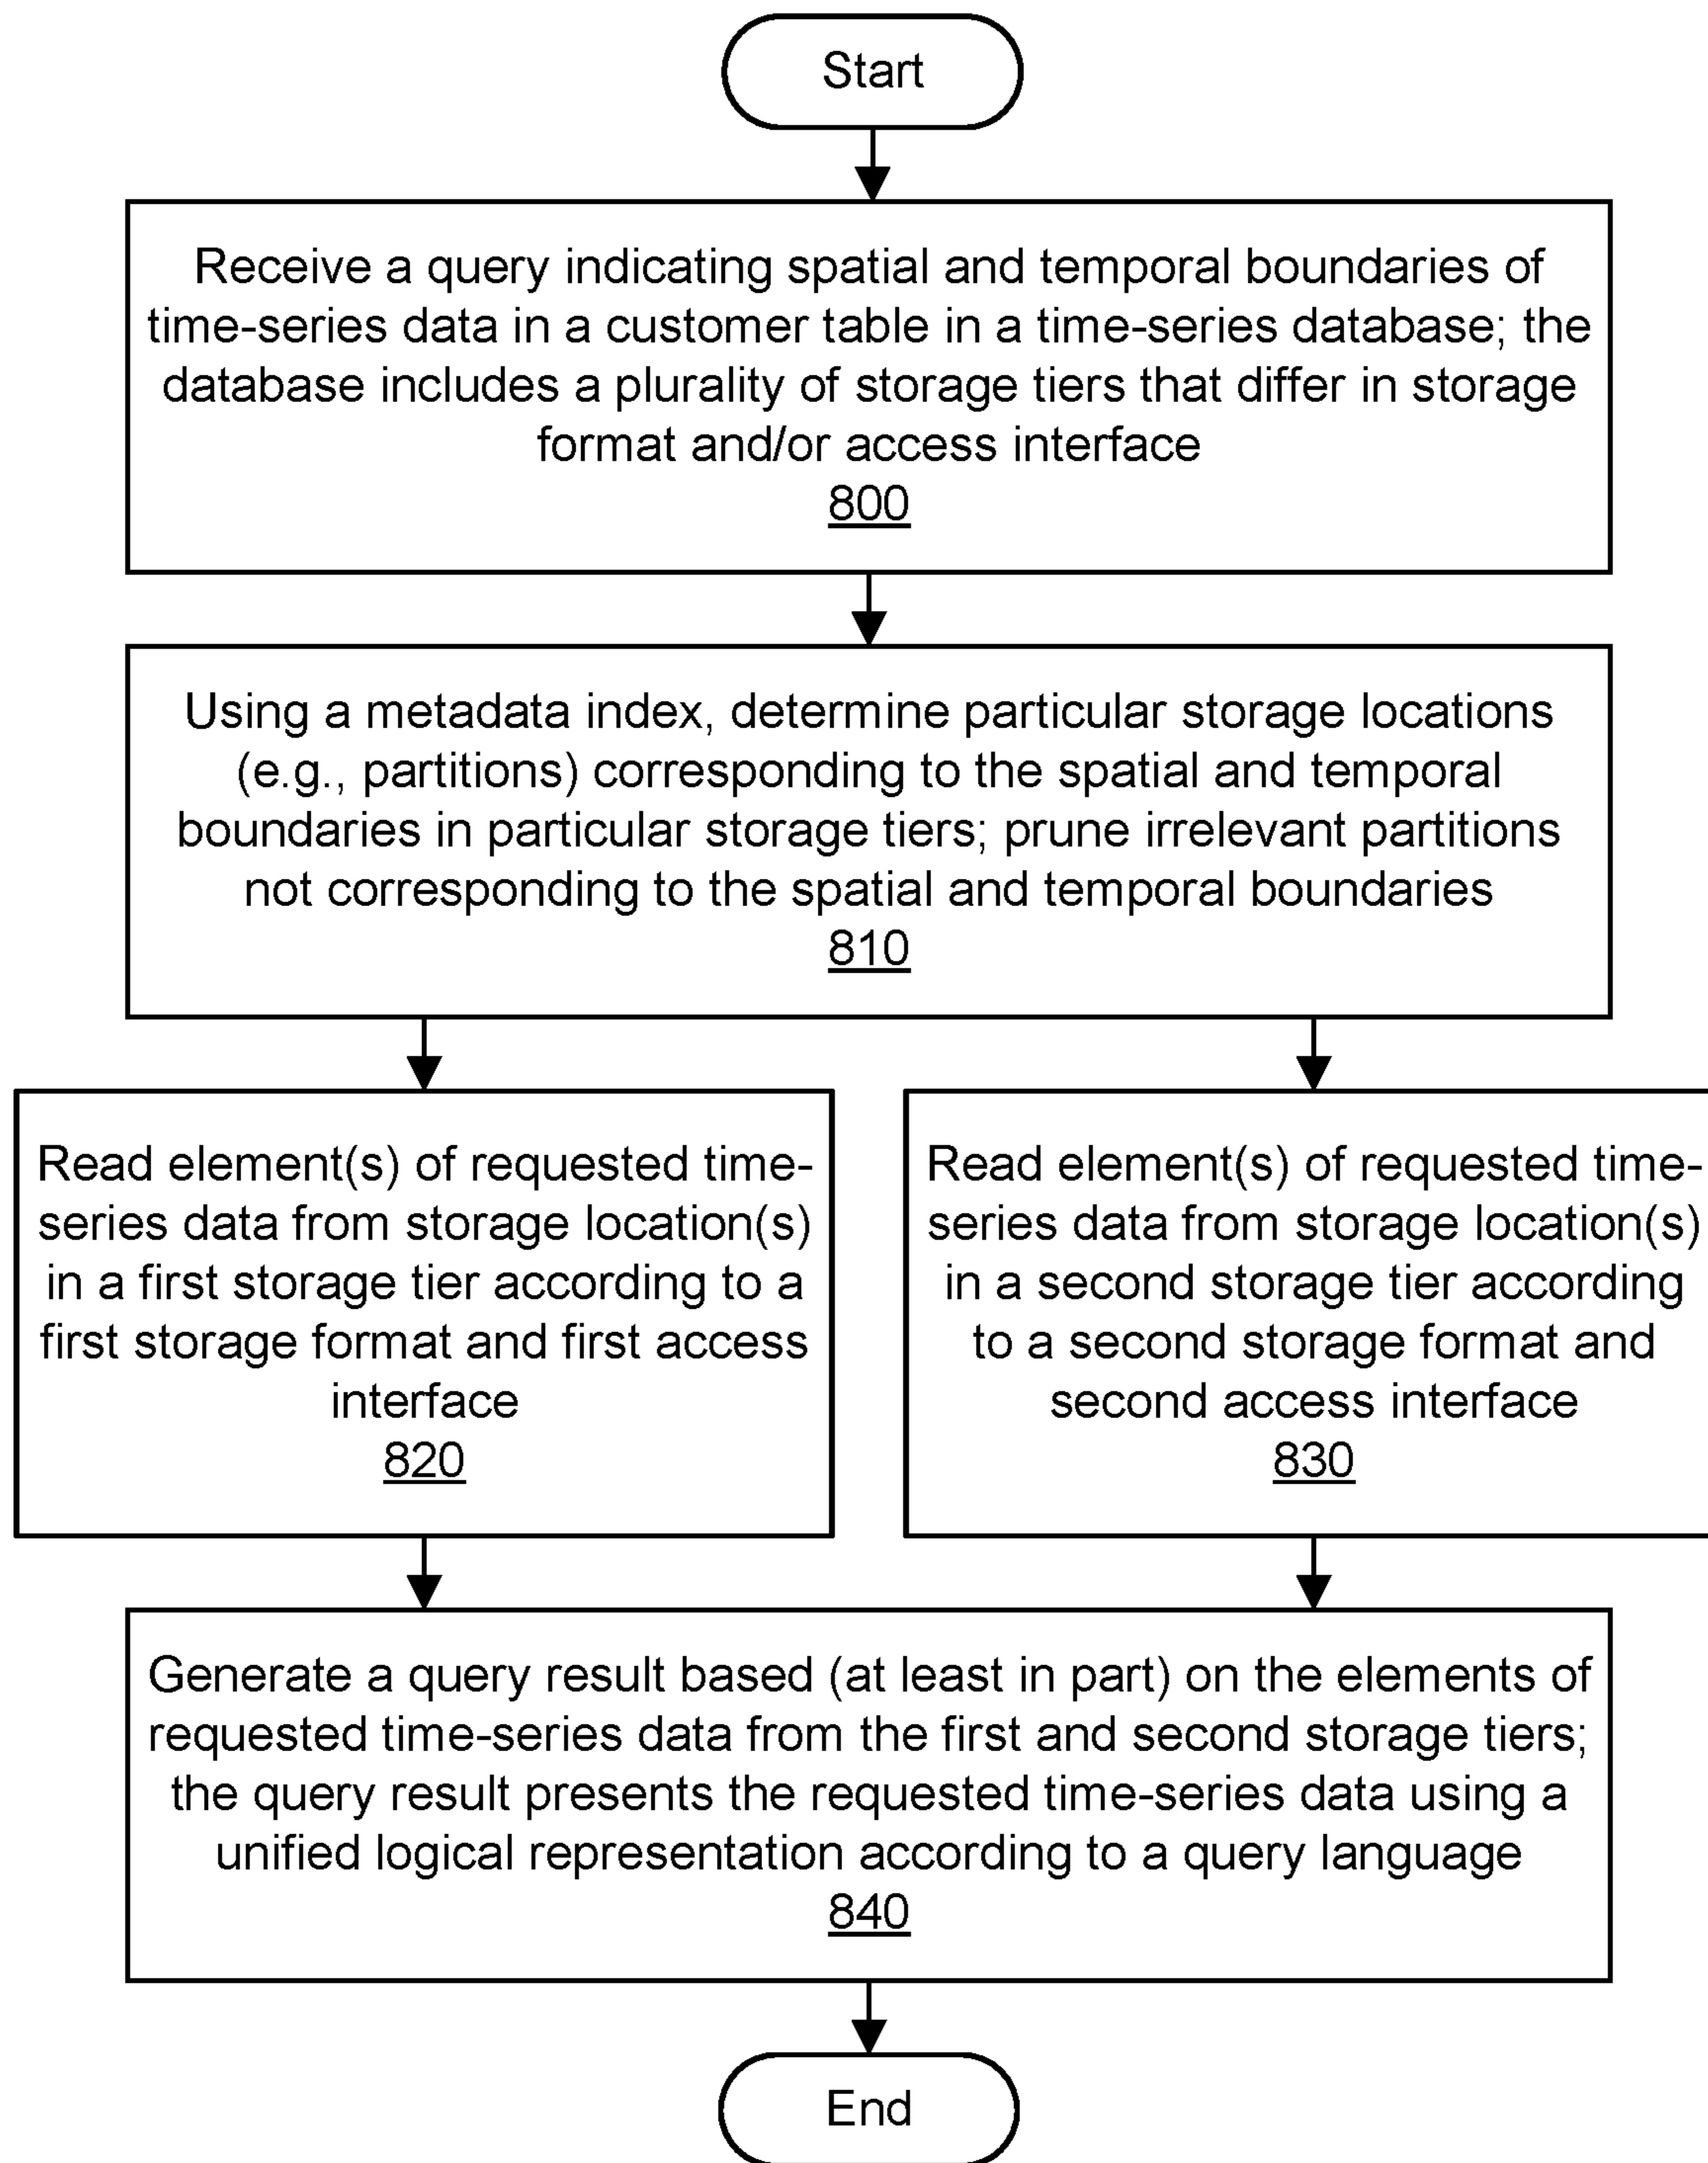 Start
Receive a query indicating spatial and temporal boundaries of
time-series data in a customer table in a time-series database; the
database includes a plurality of storage tiers that differ in storage
format and/or access interface
800
Using a metadata index, determine particular storage locations
(e.g., partitions) corresponding to the spatial and temporal
boundaries in particular storage tiers; prune irrelevant partitions
not corresponding to the spatial and temporal boundaries
810
Read element(s) of requested time-
series data from storage location(s)
in a first storage tier according to a
first storage format and first access
interface
820
Read element(s) of requested time-
series data from storage location(s)
in a second storage tier according
to a second storage format and
second access interface
830
Generate a query result based (at least in part) on the elements of
requested time-series data from the first and second storage tiers;
the query result presents the requested time-series data using a
unified logical representation according to a query language
840
End